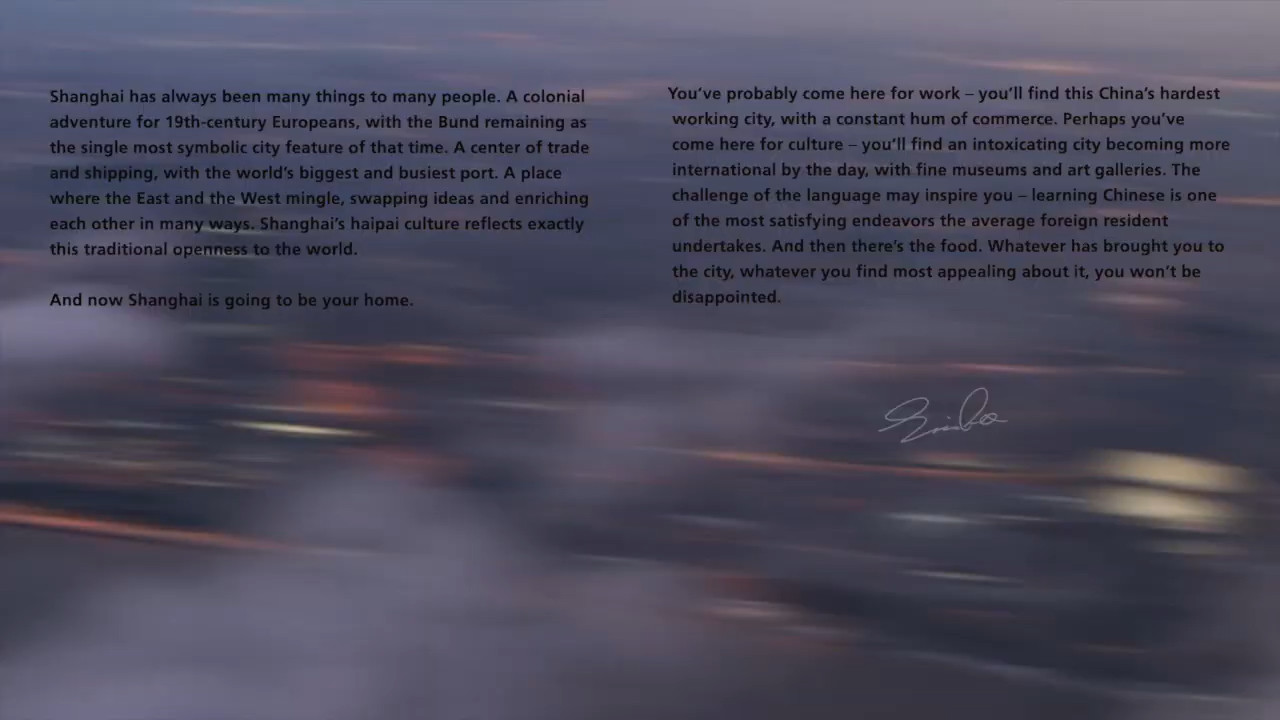 Shanghai has always been many things to many people. A colonial
adventure for 19th-century Europeans, with the Bund remaining as
the single most symbolic city feature of that time. A center of trade
and shipping, with the world's biggest and busiest port. A place
where the East and the West mingle, swapping ideas and enriching
each other in many ways. Shanghai's haipai culture reflects exactly
this traditional openness to the world.
And now Shanghai is going to be your home.
You've probably come here for work – you'll find this China's hardest
working city, with a constant hum of commerce. Perhaps you've
come here for culture – you'll find an intoxicating city becoming more
international by the day, with fine museums and art galleries. The
challenge of the language may inspire you – learning Chinese is one
of the most satisfying endeavors the average foreign resident
undertakes. And then there's the food. Whatever has brought you to
the city, whatever you find most appealing about it, you won't be
disappointed.